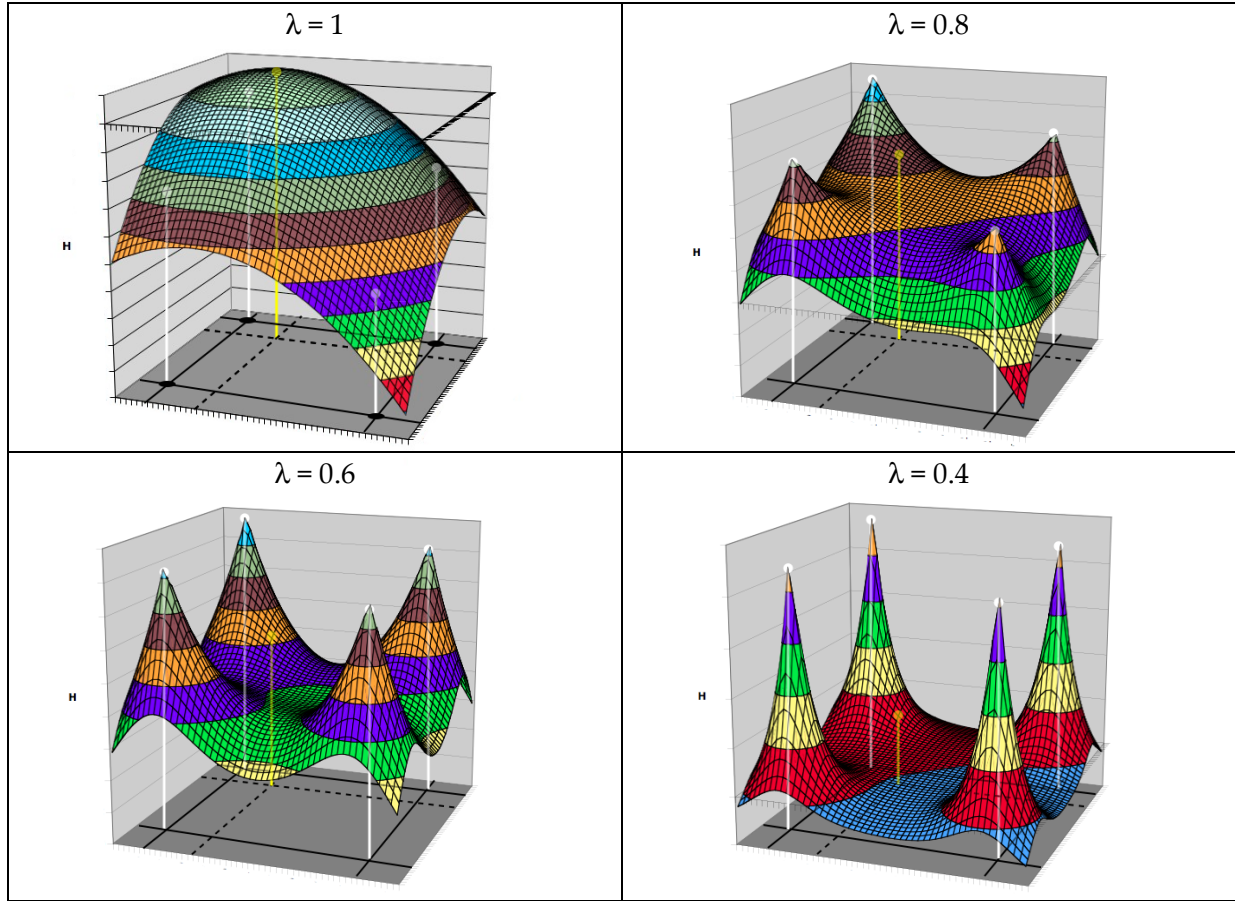 λ = 1
λ = 0.8
H
H
λ = 0.6
λ = 0.4
H
H